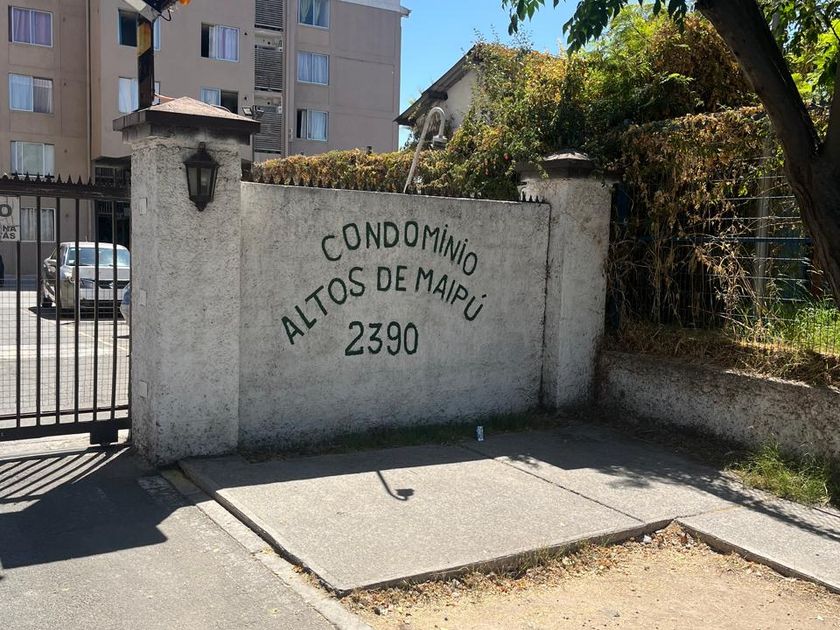 CONDOMINIO
ALTOS DE MAIPÚ
2390